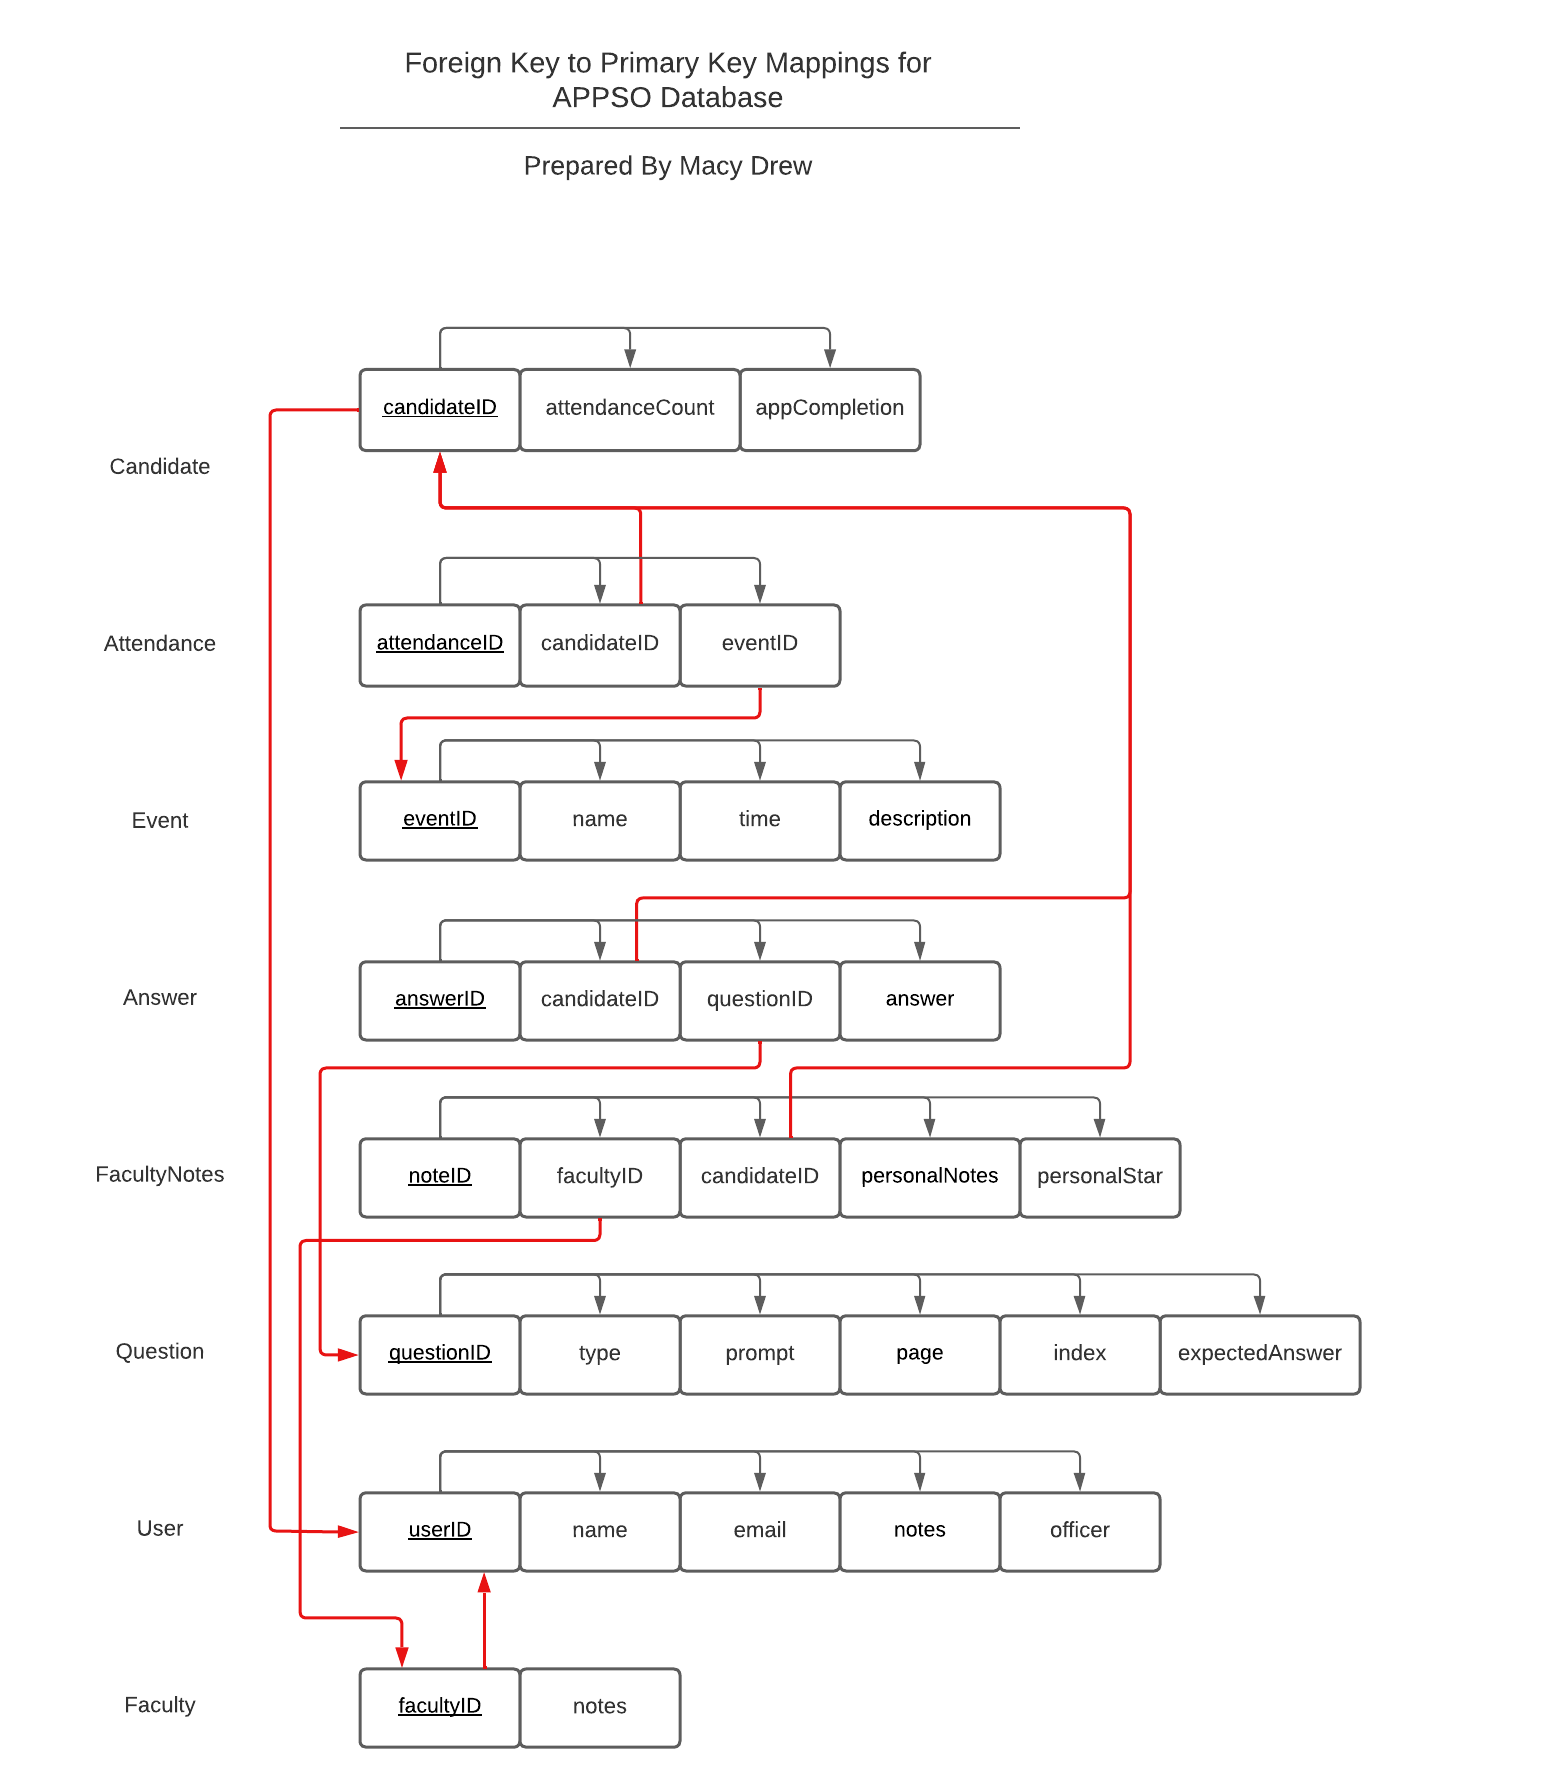 Foreign Key to Primary Key Mappings for
APPSO Database
Prepared By Macy Drew
candidateID attendanceCount appCompletion
Candidate
attendanceID candidateID eventID
Attendance
eventID name time description
Event
answerID candidateID questionID answer
Answer
noteID facultyID candidateID personalNotes personalStar
FacultyNotes
questionID type prompt page index expectedAnswer
Question
userID name email notes officer
User
facultyID notes
Faculty